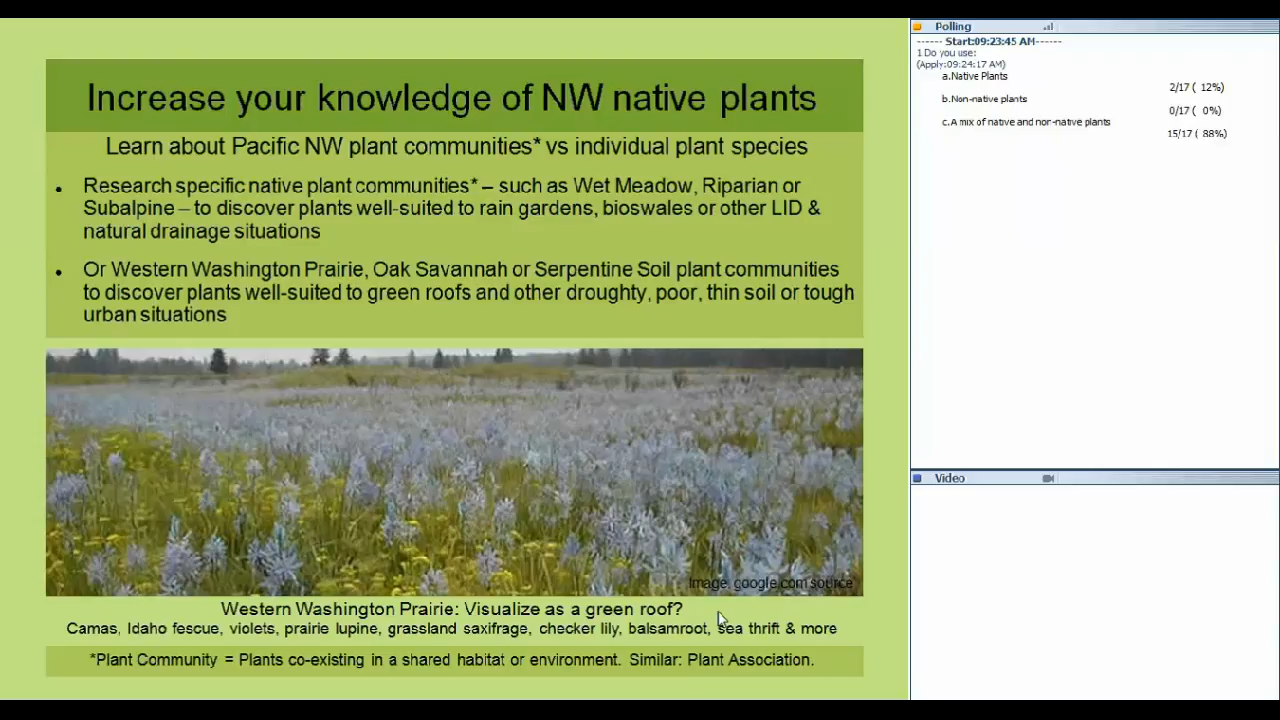 Increase your knowledge of NW native plants
Learn about Pacific NW plant communities* vs individual plant species
• Research specific native plant communities* – such as Wet Meadow, Riparian or
Subalpine – to discover plants well-suited to rain gardens, bioswales or other LID &
natural drainage situations
• Or Western Washington Prairie, Oak Savannah or Serpentine Soil plant communities
to discover plants well-suited to green roofs and other droughty, poor, thin soil or tough
urban situations
Image, google.com source
Western Washington Prairie: Visualize as a green roof?
Camas, Idaho fescue, violets, prairie lupine, grassland saxifrage, checker lily, balsamroot, sea thrift & more
*Plant Community = Plants co-existing in a shared habitat or environment. Similar: Plant Association.
Polling
------ Start:09:23:45 AM------
1.Do you use:
(Apply:09:24:17 AM)
a.Native Plants
2/17 ( 12%)
b.Non-native plants
0/17 ( 0%)
c.A mix of native and non-native plants
15/17 ( 88%)
Video